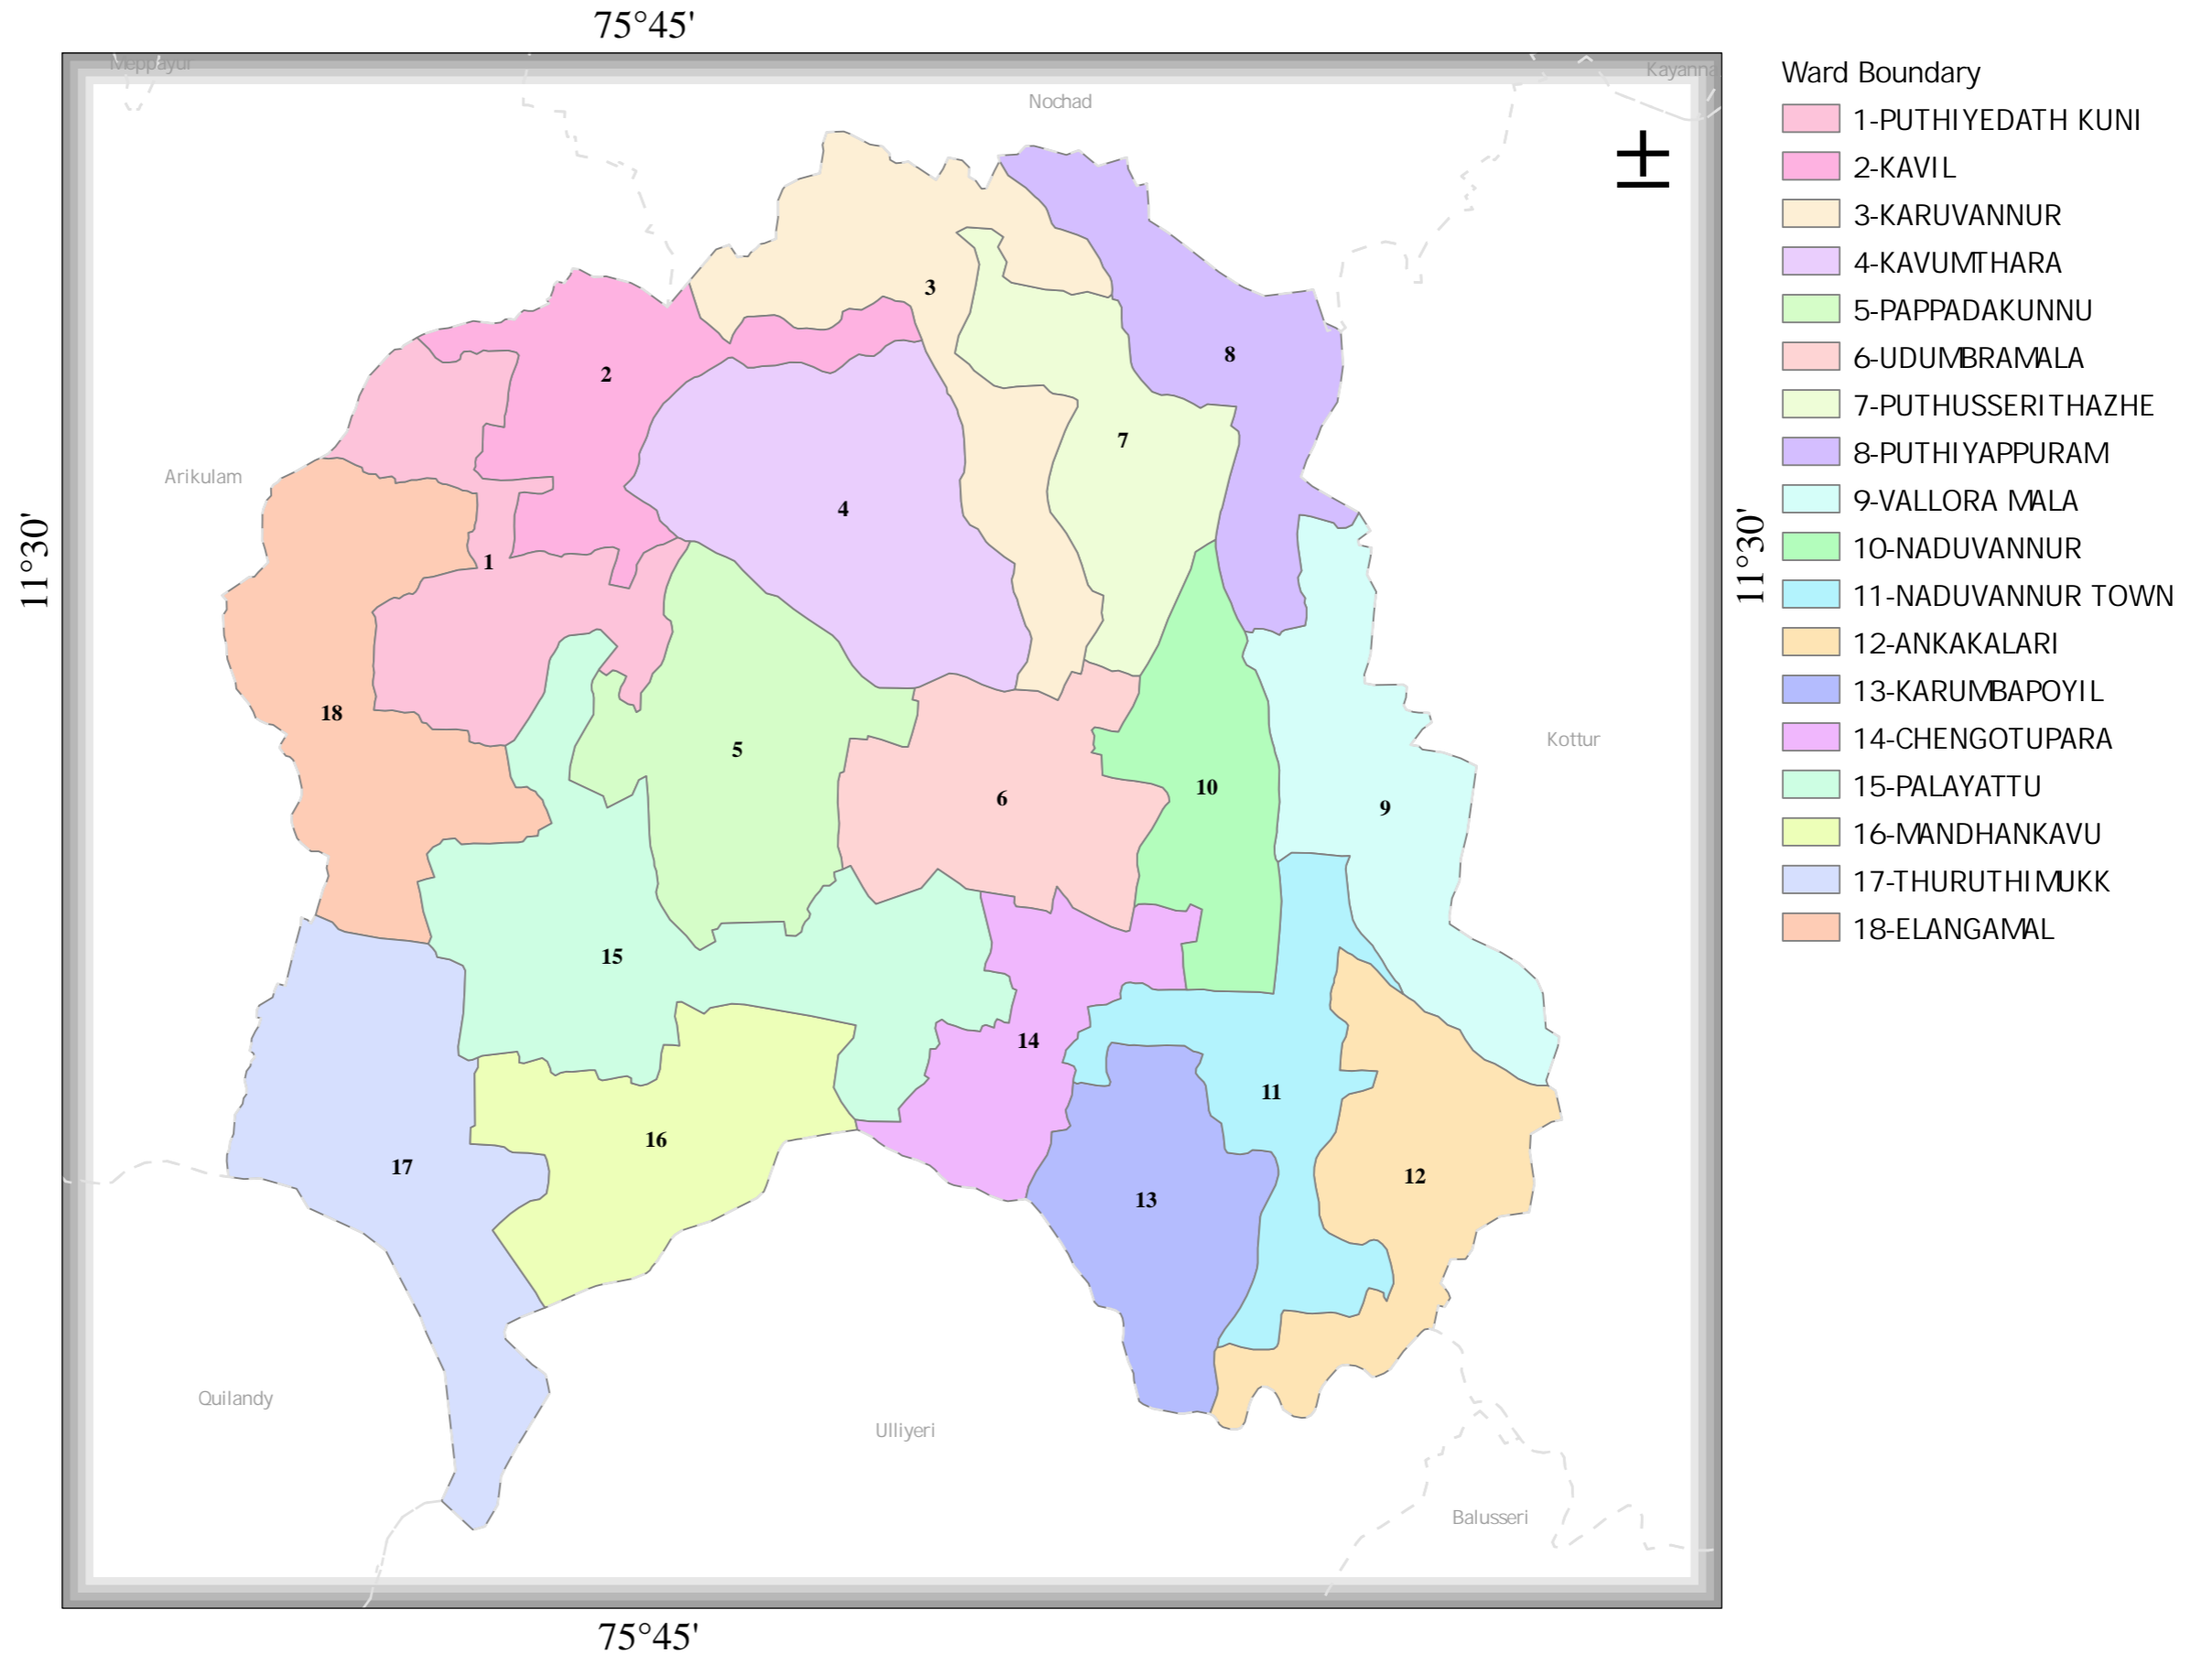 75°45'
Meppayur
Nochad
Kayanna
Arikulam
11°30'
11°30'
Kottur
Quilandy
Ulliyeri
Balusseri
75°45'
1
2
3
4
5
6
7
8
9
10
11
12
13
14
15
16
17
18
Ward Boundary
1-PUTHIYEDATH KUNI
2-KAVIL
3-KARUVANNUR
4-KAVUMTHARA
5-PAPPADAKUNNU
6-UDUMBRAMALA
7-PUTHUSSERITHAZHE
8-PUTHIYAPPURAM
9-VALLORA MALA
10-NADUVANNUR
11-NADUVANNUR TOWN
12-ANKAKALARI
13-KARUMBAPOYIL
14-CHENGOTUPARA
15-PALAYATTU
16-MANDHANKAVU
17-THURUTHIMUKK
18-ELANGAMAL